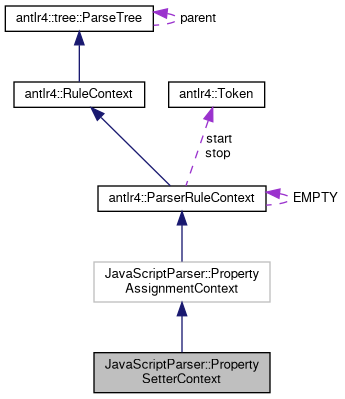 antlr4::tree::ParseTree
parent
antlr4::RuleContext
antlr4::Token
start
stop
antlr4::ParserRuleContext
EMPTY
JavaScriptParser::Property
AssignmentContext
JavaScriptParser::Property
SetterContext